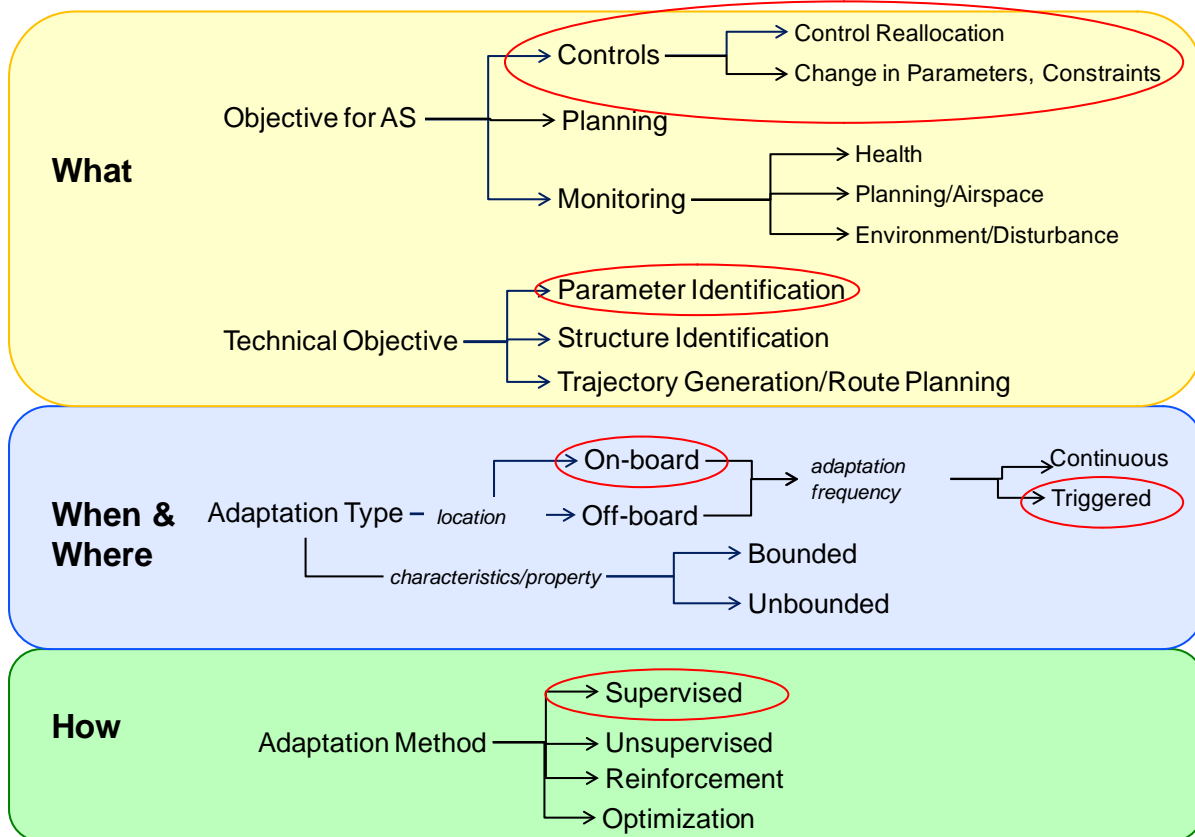 What
Objective for AS
Controls
Control Reallocation
Change in Parameters, Constraints
Planning
Monitoring
Health
Planning/Airspace
Environment/Disturbance
Technical Objective
Parameter Identification
Structure Identification
Trajectory Generation/Route Planning
When &
Where
Adaptation Type
location
On-board
Off-board
adaptation
frequency
Continuous
Triggered
characteristics/property
Bounded
Unbounded
How
Adaptation Method
Supervised
Unsupervised
Reinforcement
Optimization